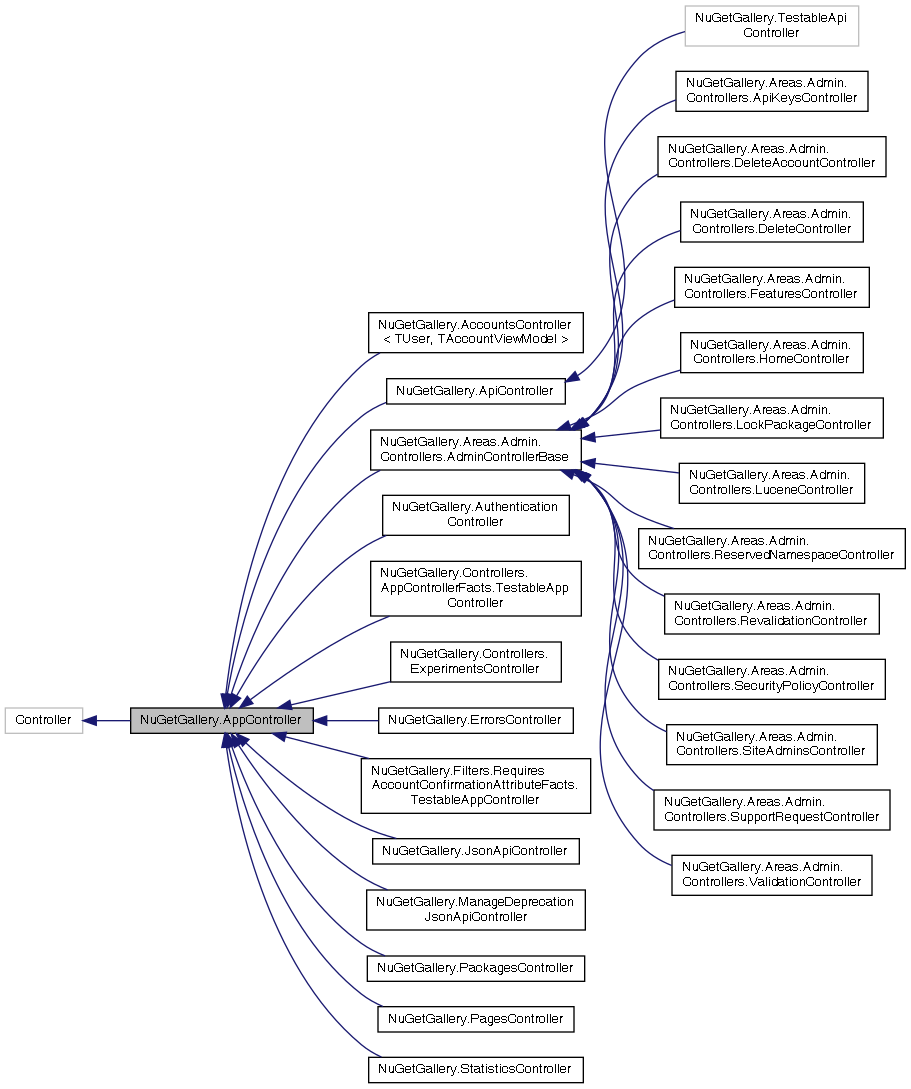 Controller
NuGetGallery.AppController
NuGetGallery.AccountsController
< TUser, TAccountViewModel >
NuGetGallery.ApiController
NuGetGallery.Areas.Admin.
Controllers.AdminControllerBase
NuGetGallery.Authentication
Controller
NuGetGallery.Controllers.
AppControllerFacts.TestableApp
Controller
NuGetGallery.Controllers.
ExperimentsController
NuGetGallery.ErrorsController
NuGetGallery.Filters.Requires
AccountConfirmationAttributeFacts.
TestableAppController
NuGetGallery.JsonApiController
NuGetGallery.ManageDeprecation
JsonApiController
NuGetGallery.PackagesController
NuGetGallery.PagesController
NuGetGallery.StatisticsController
NuGetGallery.TestableApi
Controller
NuGetGallery.Areas.Admin.
Controllers.ApiKeysController
NuGetGallery.Areas.Admin.
Controllers.DeleteAccountController
NuGetGallery.Areas.Admin.
Controllers.DeleteController
NuGetGallery.Areas.Admin.
Controllers.FeaturesController
NuGetGallery.Areas.Admin.
Controllers.HomeController
NuGetGallery.Areas.Admin.
Controllers.LockPackageController
NuGetGallery.Areas.Admin.
Controllers.LuceneController
NuGetGallery.Areas.Admin.
Controllers.ReservedNamespaceController
NuGetGallery.Areas.Admin.
Controllers.RevalidationController
NuGetGallery.Areas.Admin.
Controllers.SecurityPolicyController
NuGetGallery.Areas.Admin.
Controllers.SiteAdminsController
NuGetGallery.Areas.Admin.
Controllers.SupportRequestController
NuGetGallery.Areas.Admin.
Controllers.ValidationController